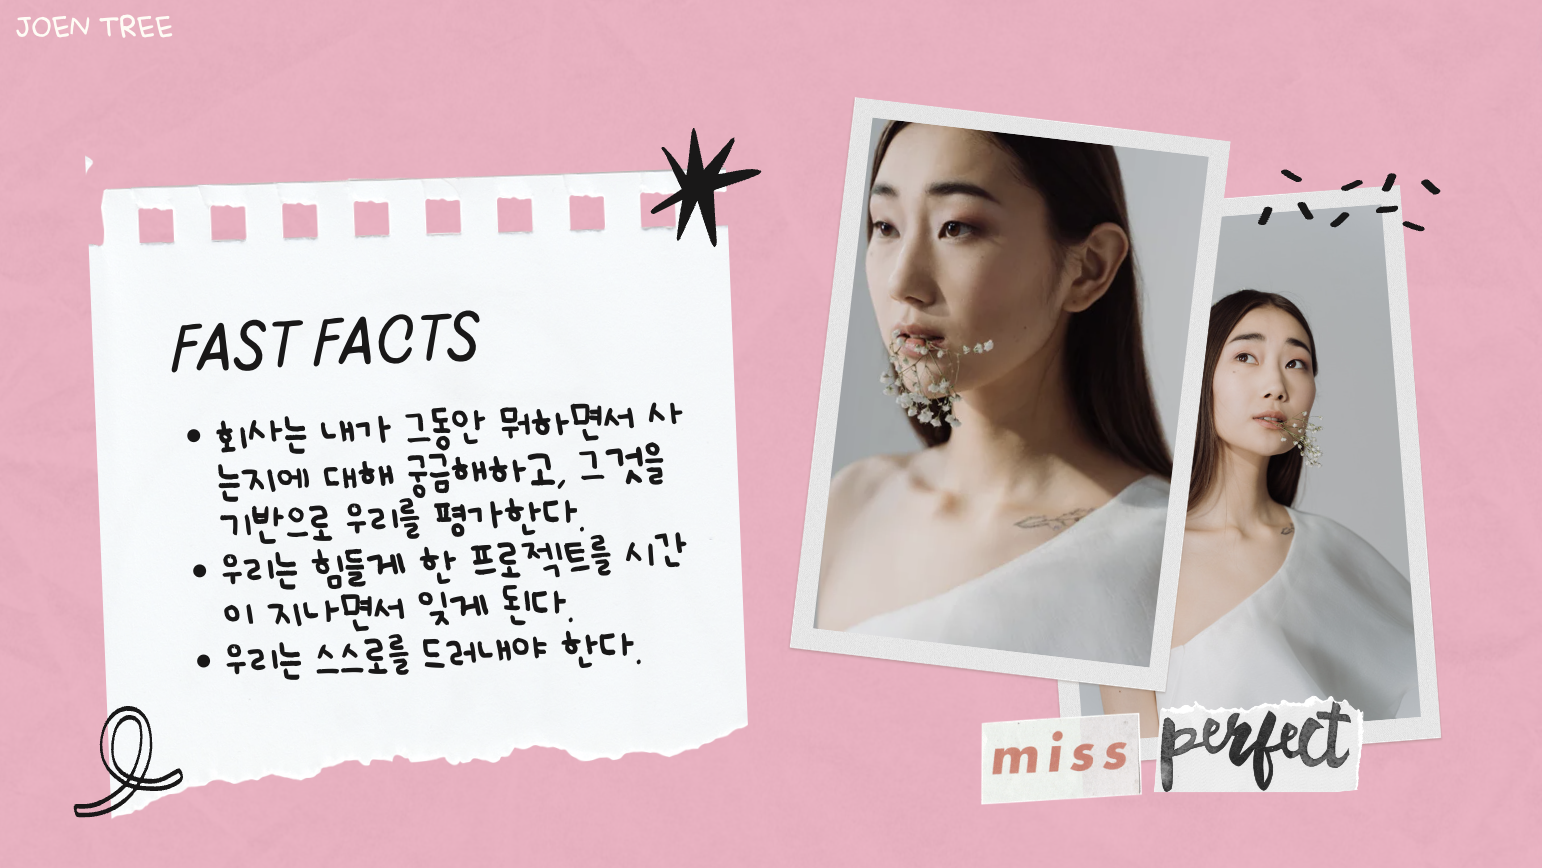 JOEN TREE
FAST FACTS
• 회사는 내가 그동안 뭐하면서 사
는지에 대해 궁금해하고, 그것을
기반으로 우리를 평가한다.
• 우리는 힘들게 한 프로젝트를 시간
이 지나면서 잊게 된다.
• 우리는 스스로를 드러내야 한다.
miss perfect